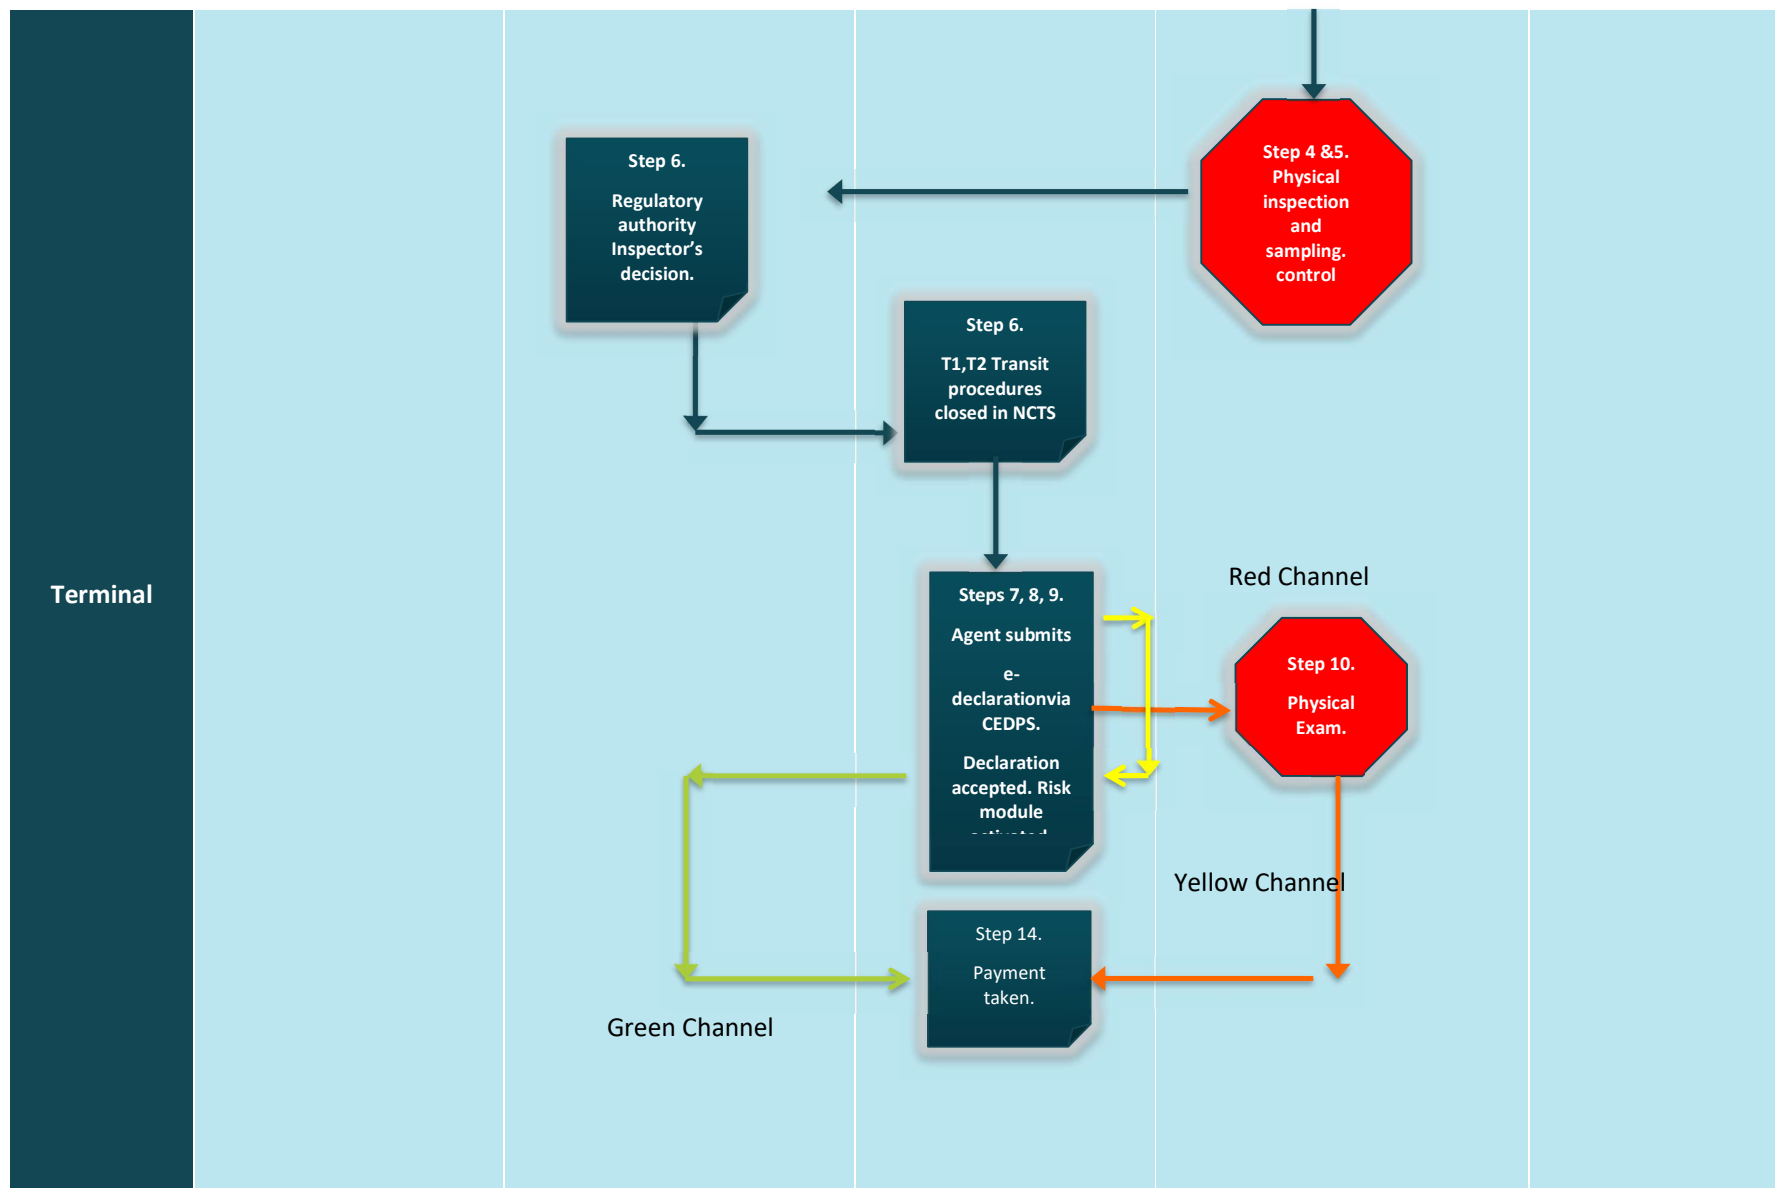 Step 4 &5.
Physical
inspection
and
sampling.
control
Step 6.
Regulatory
authority
Inspector’s
decision.
Step 6.
T1,T2 Transit
procedures
closed in NCTS
Terminal
Red Channel
Steps 7, 8, 9.
Agent submits
e-
declarationvia
CEDPS.
Declaration
accepted. Risk
module
Step 10.
Physical
Exam.
Yellow Channel
Step 14.
Payment
taken.
Green Channel